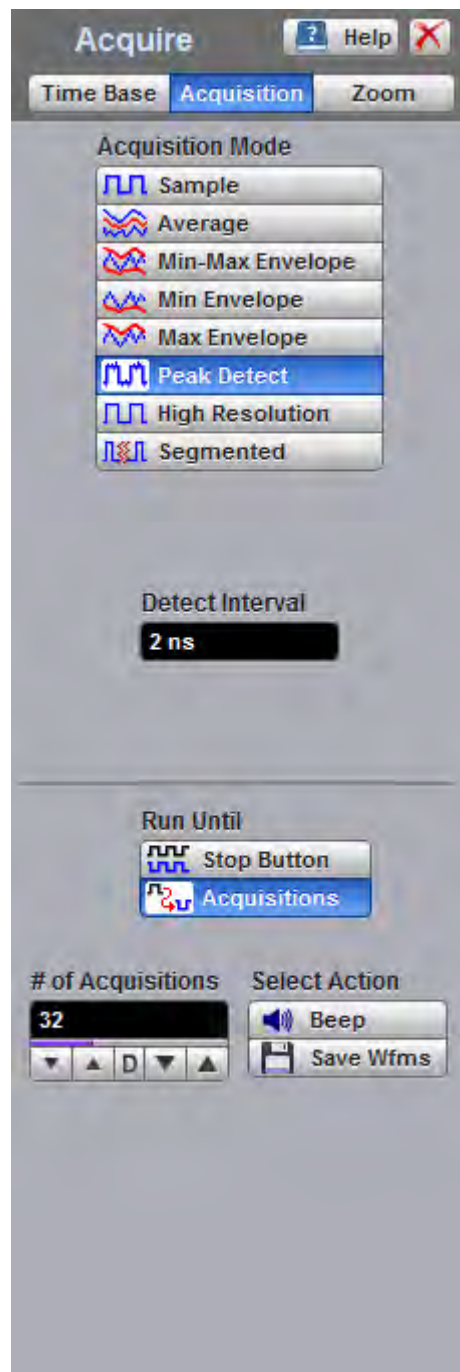 Acquire ? Help
Time Base Acquisition Zoom
Acquisition Mode
Sample
Average
Min-Max Envelope
Min Envelope
Max Envelope
Peak Detect
High Resolution
Segmented
Detect Interval
2 ns
Run Until
Stop Button
Acquisitions
# of Acquisitions Select Action
32 Beep
D Save Wfms